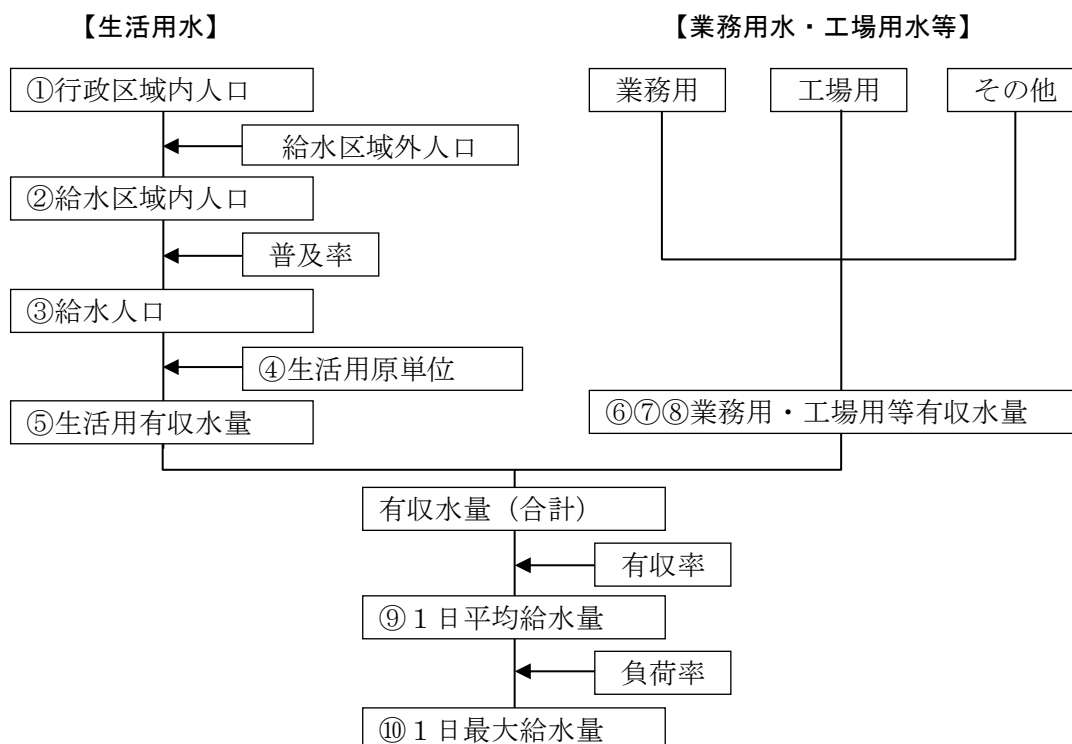 【生活用水】
【業務用水・工場用水等】
①行政区域内人口
業務用
工場用
その他
給水区域外人口
②給水区域内人口
普及率
③給水人口
④生活用原単位
⑤生活用有収水量
⑥⑦⑧業務用・工場用等有収水量
有収水量（合計）
有収率
⑨１日平均給水量
負荷率
⑩１日最大給水量